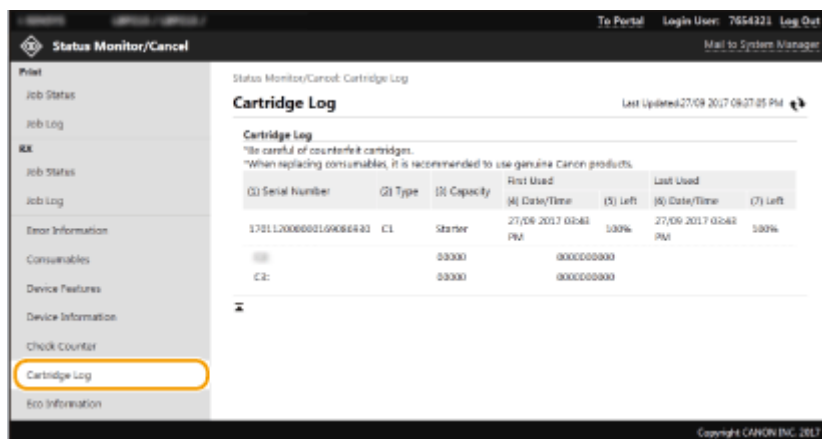 To Portal Login User: 7654321 Log Out
Status Monitor/Cancel
Mail to System Manager
Print
Job Status
Job Log
RX
Job Status
Job Log
Error Information
Consumables
Device Features
Device Information
Check Counter
Cartridge Log
Eco Information
Status Monitor/Cancel: Cartridge Log
Cartridge Log
Last Updated:27/09 2017 09:37:05 PM
Cartridge Log
*Be careful of counterfeit cartridges.
*When replacing consumables, it is recommended to use genuine Canon products.
First Used Last Used
(1) Serial Number (2) Type (3) Capacity (4) Date/Time (5) Left (6) Date/Time (7) Left
C1 Starter 27/09 2017 100% 27/09 2017 100%
PM PM
00000 0000000000
C3: 00000 0000000000
Copyright CANON INC. 2017